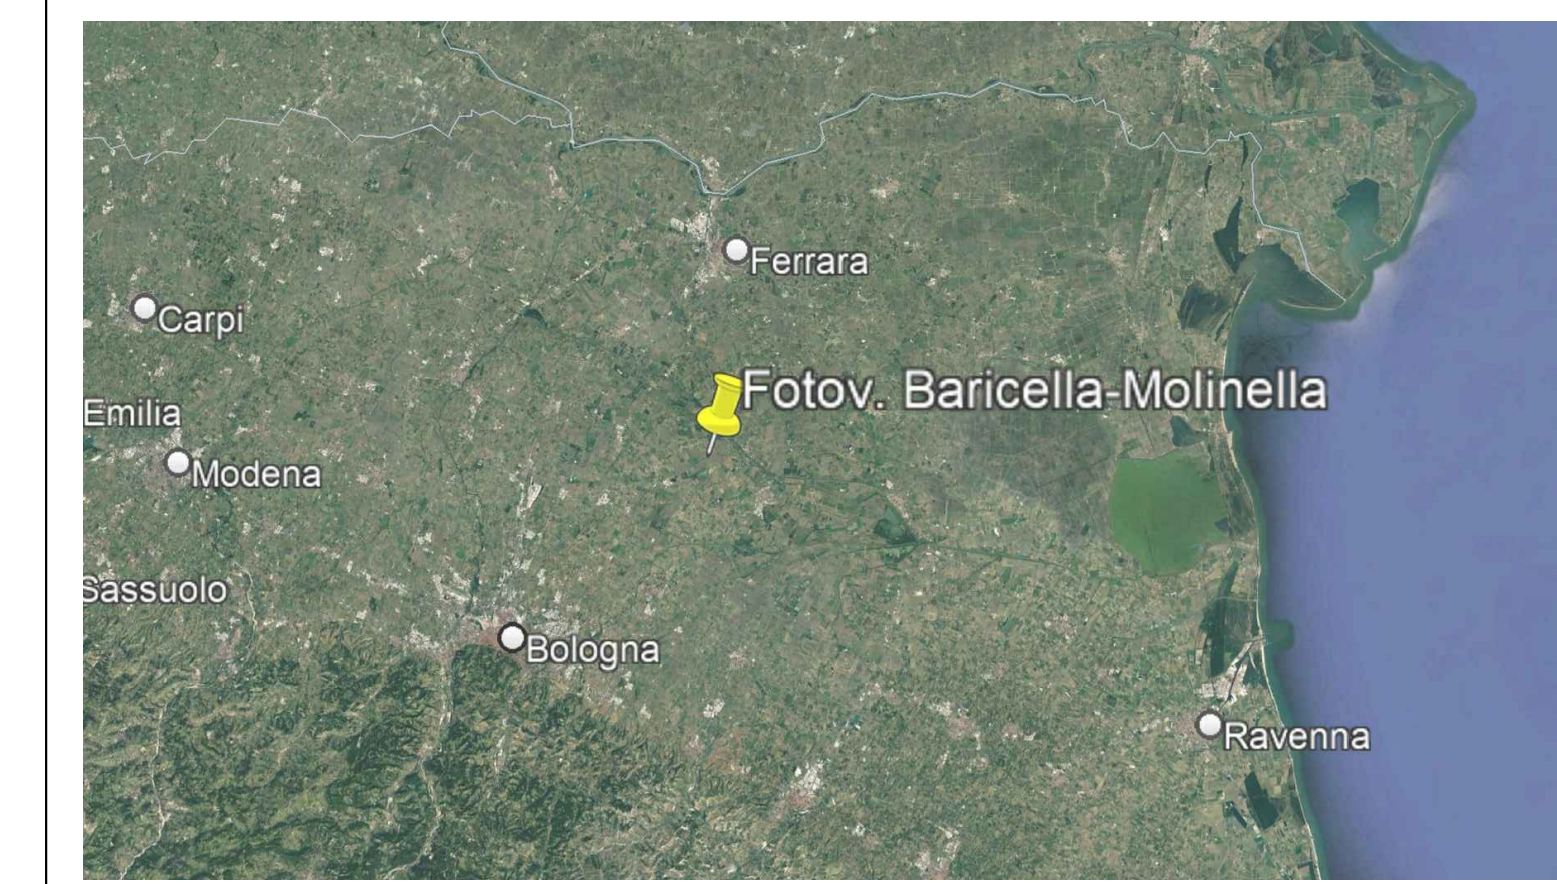 Ferrara
Carpi
Fotov. Baricella-Molinella
Emilia
Modena
Sassuolo
Bologna
Ravenna